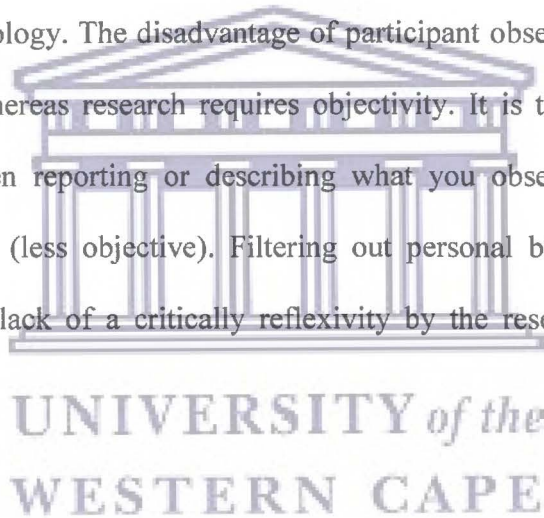 ology. The disadvantage of participant obse
hereas research requires objectivity. It is t
en reporting or describing what you obse
(less objective). Filtering out personal b
lack of a critically reflexivity by the rese
UNIVERSITY of the
WESTERN CAPE